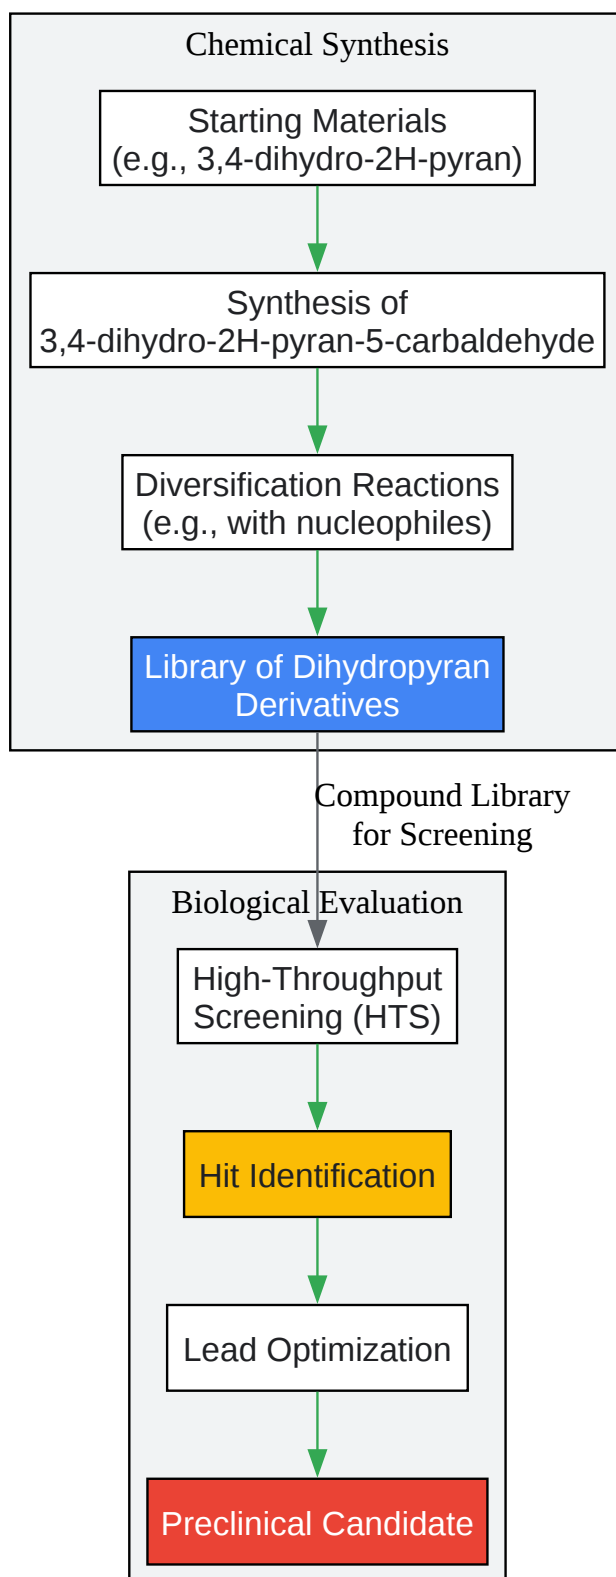 Chemical Synthesis
Starting Materials
(e.g., 3,4-dihydro-2H-pyran)
Synthesis of
3,4-dihydro-2H-pyran-5-carbaldehyde
Diversification Reactions
(e.g., with nucleophiles)
Library of Dihydropyran
Derivatives
Compound Library
for Screening
Biological Evaluation
High-Throughput
Screening (HTS)
Hit Identification
Lead Optimization
Preclinical Candidate